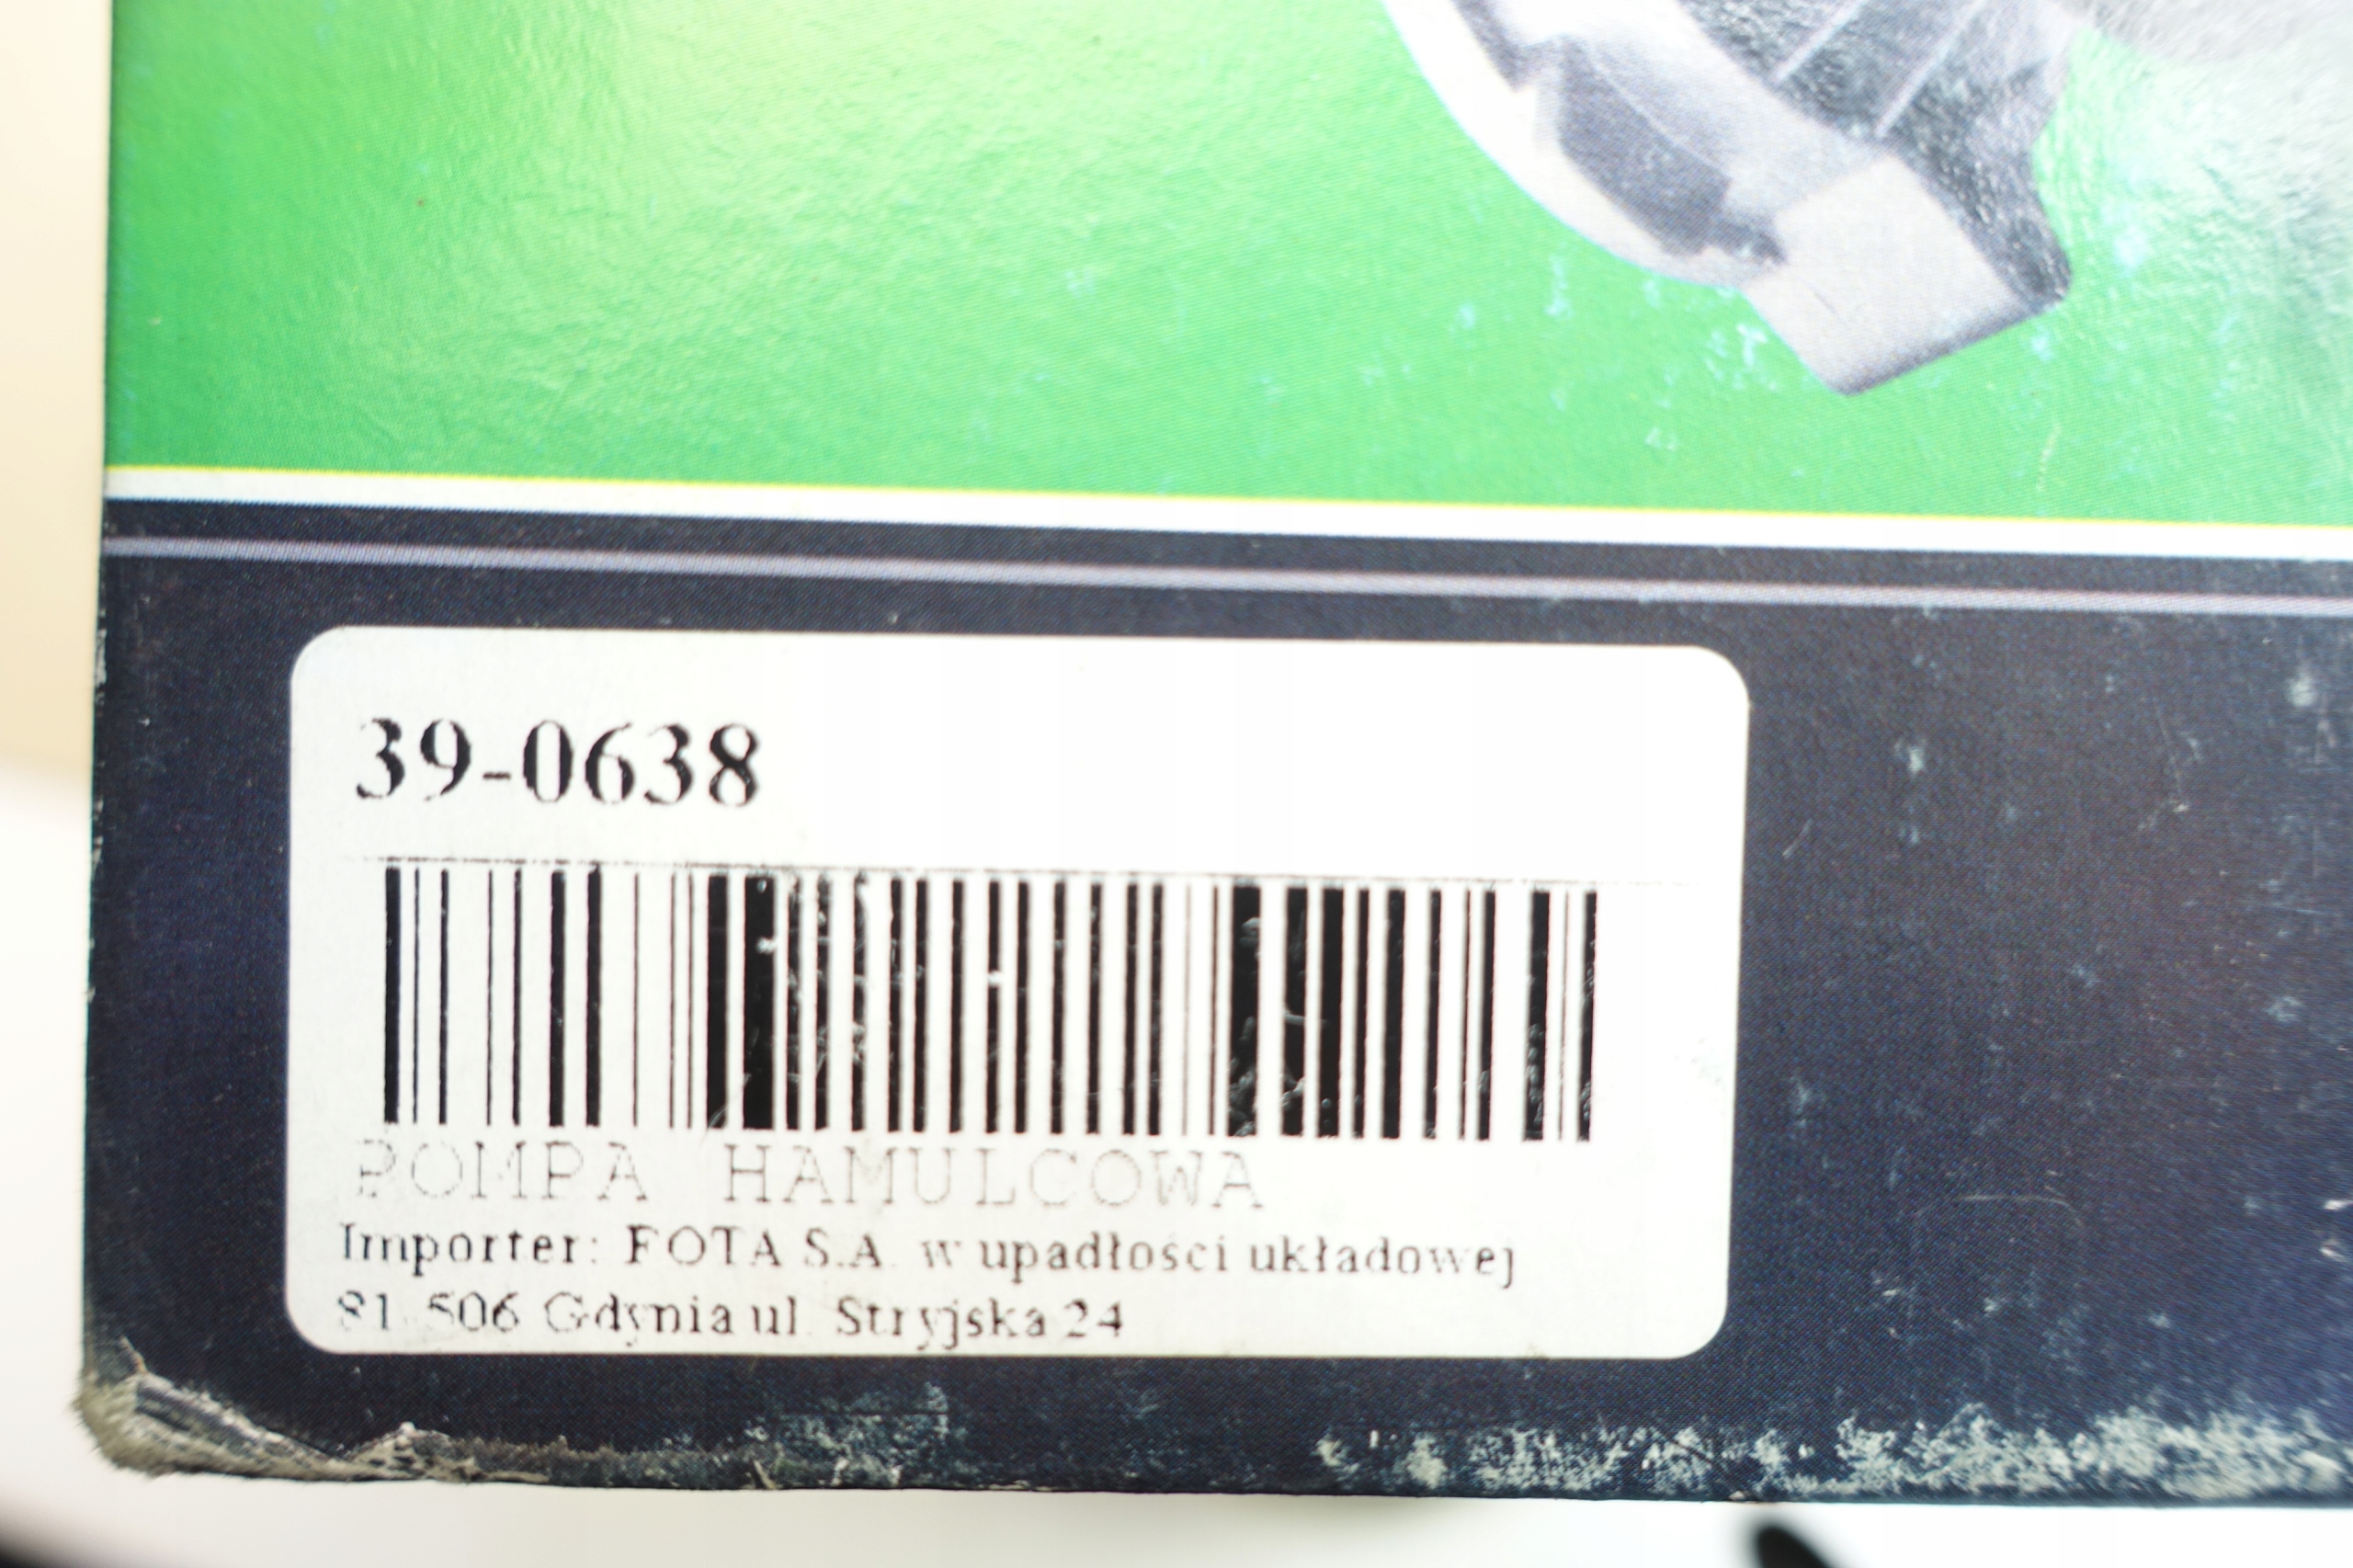 39-0638
POMPA HAMULCOWA
Importer: FOTA S.A. w upadłości układowej
81-506 Gdynia ul. Stryjska 24